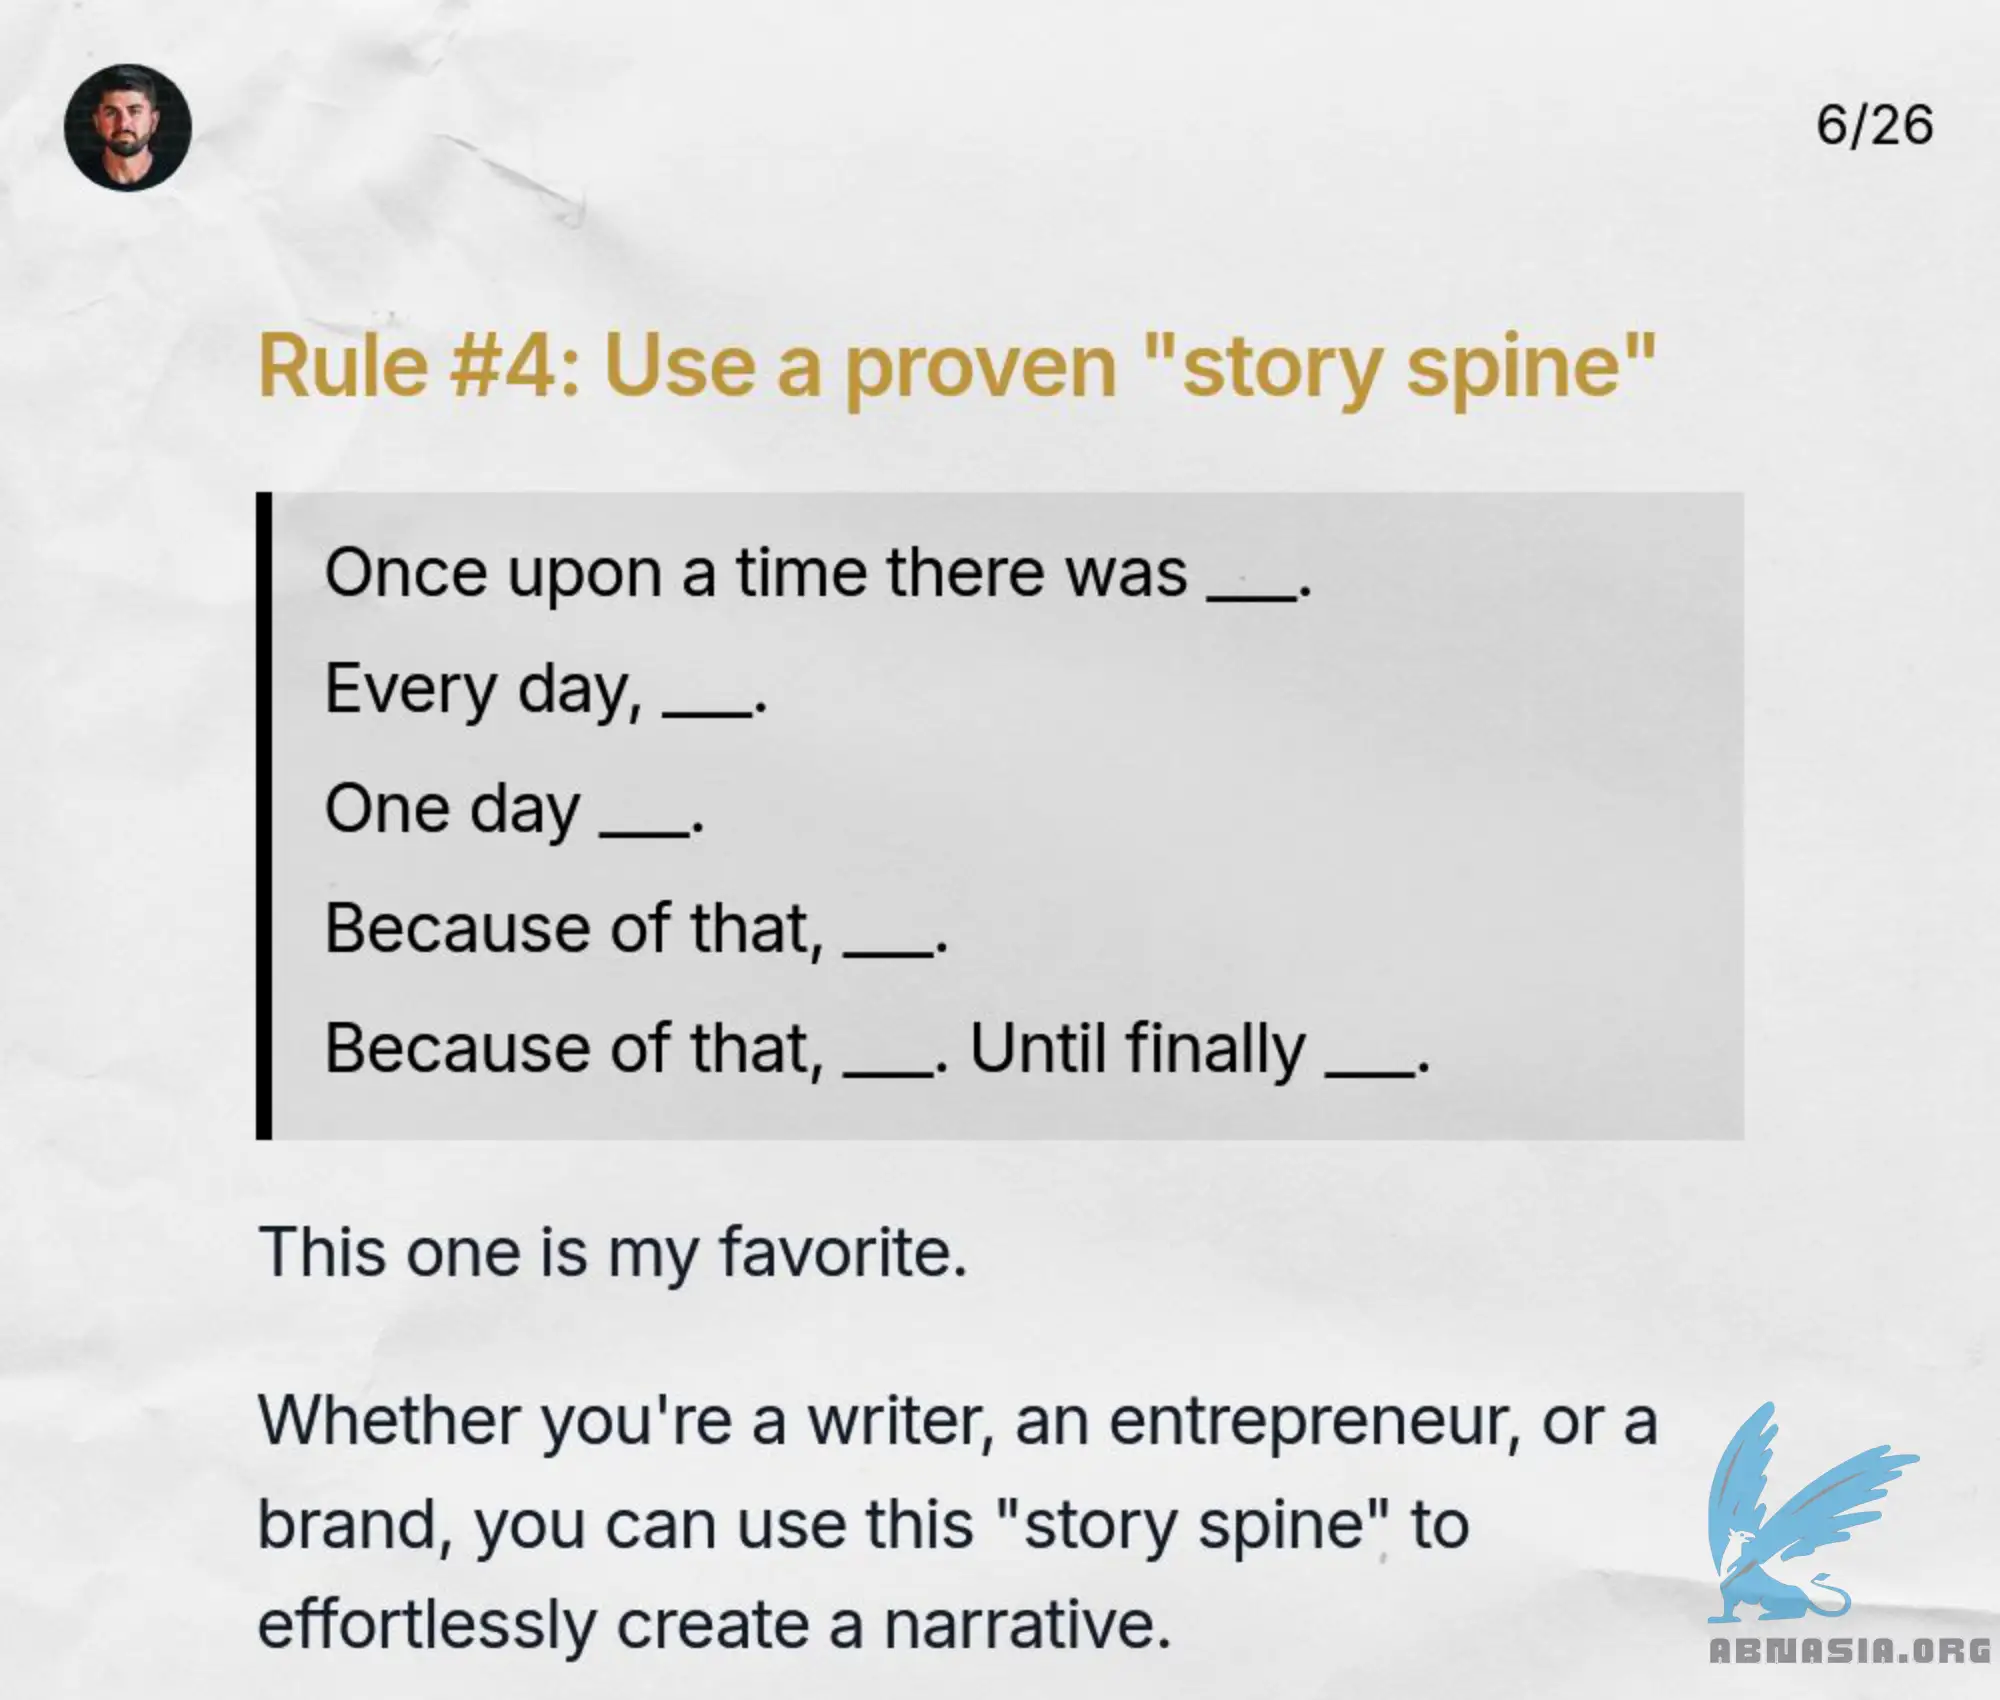 6/26
Rule #4: Use a proven "story spine"
Once upon a time there was ___.
Every day, ___.
One day ___.
Because of that, ___.
Because of that, ___. Until finally ___.
This one is my favorite.
Whether you're a writer, an entrepreneur, or a
brand, you can use this "story spine" to
effortlessly create a narrative.
ABNASIA.ORG